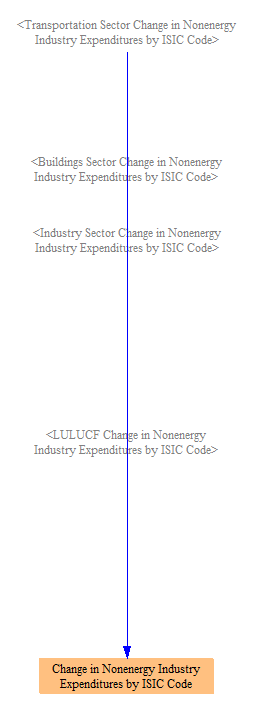 <Transportation Sector Change in Nonenergy
Industry Expenditures by ISIC Code>
<Buildings Sector Change in Nonenergy
Industry Expenditures by ISIC Code>
<Industry Sector Change in Nonenergy
Industry Expenditures by ISIC Code>
<LULUCF Change in Nonenergy
Industry Expenditures by ISIC Code>
Change in Nonenergy Industry
Expenditures by ISIC Code